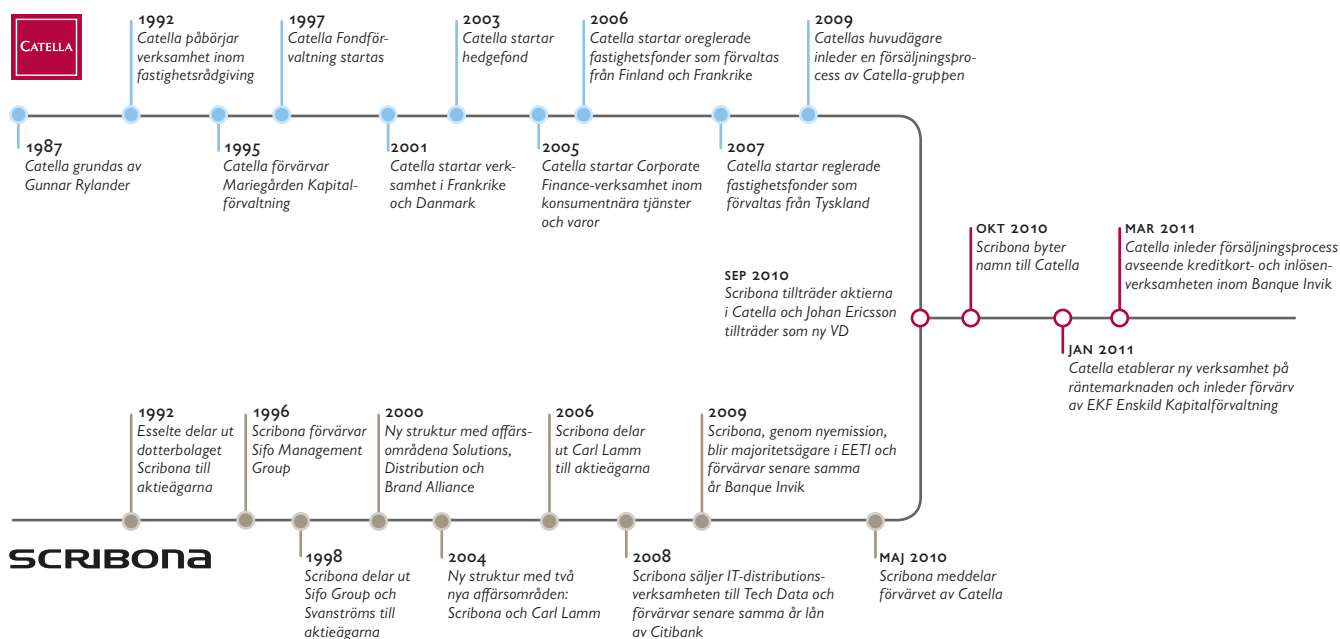 CATELLA
1992
Catella påbörjar
verksamhet inom
fastighetsrådgiving
1997
Catella Fondför-
valtning startas
2003
Catella startar
hedgefond
2006
Catella startar oreglerade
fastighetsfonder som förvaltas
från Finland och Frankrike
2009
Catellas huvudägare
inleder en försäljningspro-
cess av Catella-gruppen
1987
Catella grundas av
Gunnar Rylander
1995
Catella förvärvar
Mariegården Kapital-
förvaltning
2001
Catella startar verk-
samhet i Frankrike
och Danmark
2005
Catella startar Corporate
Finance-verksamhet inom
konsumentnära tjänster
och varor
2007
Catella startar reglerade
fastighetsfonder som
förvaltas från Tyskland
SEP 2010
Scribona tillträder aktierna
i Catella och Johan Ericsson
tillträder som ny VD
OKT 2010
Scribona byter
namn till Catella
MAR 2011
Catella inleder försäljningsprocess
avseende kreditkort- och inlösen-
verksamheten inom Banque Invik
JAN 2011
Catella etablerar ny verksamhet på
räntemarknaden och inleder förvärv
av EKF Enskild Kapitalförvaltning
1992
Esselte delar ut
dotterbolaget
Scribona till
aktieägarna
1996
Scribona förvärvar
Sifo Management
Group
2000
Ny struktur med affärs-
områdena Solutions,
Distribution och
Brand Alliance
2006
Scribona delar
ut Carl Lamm
till aktieägarna
2009
Scribona, genom nyemission,
blir majoritetsägare i EETI och
förvärvar senare samma
år Banque Invik
SCRIBONA
1998
Scribona delar ut
Sifo Group och
Svanströms till
aktieägarna
2004
Ny struktur med två
nya affärsområden:
Scribona och Carl Lamm
2008
Scribona säljer IT-distributions-
verksamheten till Tech Data och
förvärvar senare samma år lån
av Citibank
MAJ 2010
Scribona meddelar
förvärvet av Catella